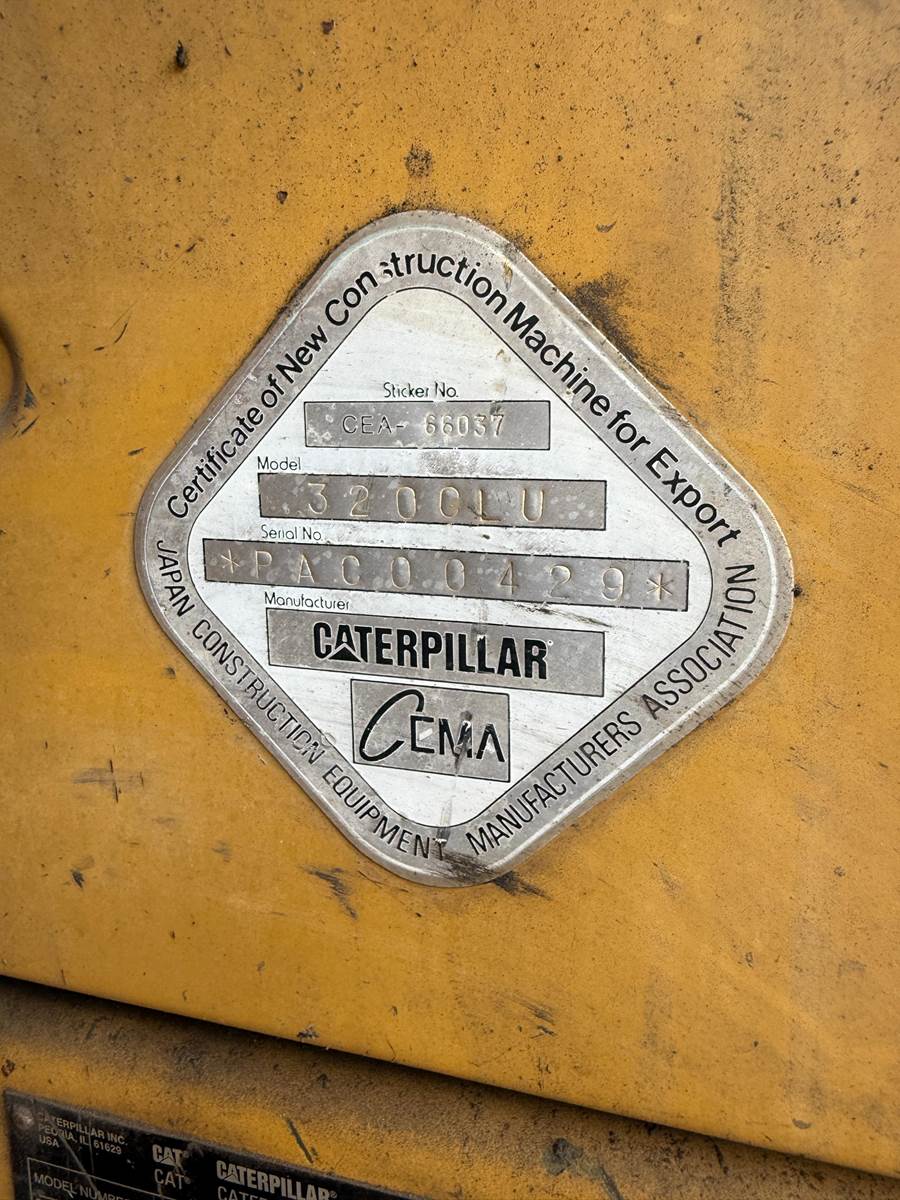 Certificate of New Construction Machine for Export
Sticker No.
CEA- 66037
Model
320CLU
Serial No.
*PAC00429*
Manufacturer
CATERPILLAR
CEMA
JAPAN CONSTRUCTION EQUIPMENT MANUFACTURERS ASSOCIATION
CATERPILLAR INC.
PEORIA, IL 61629
USA
CAT
CATERPILLAR
CAT
MODEL